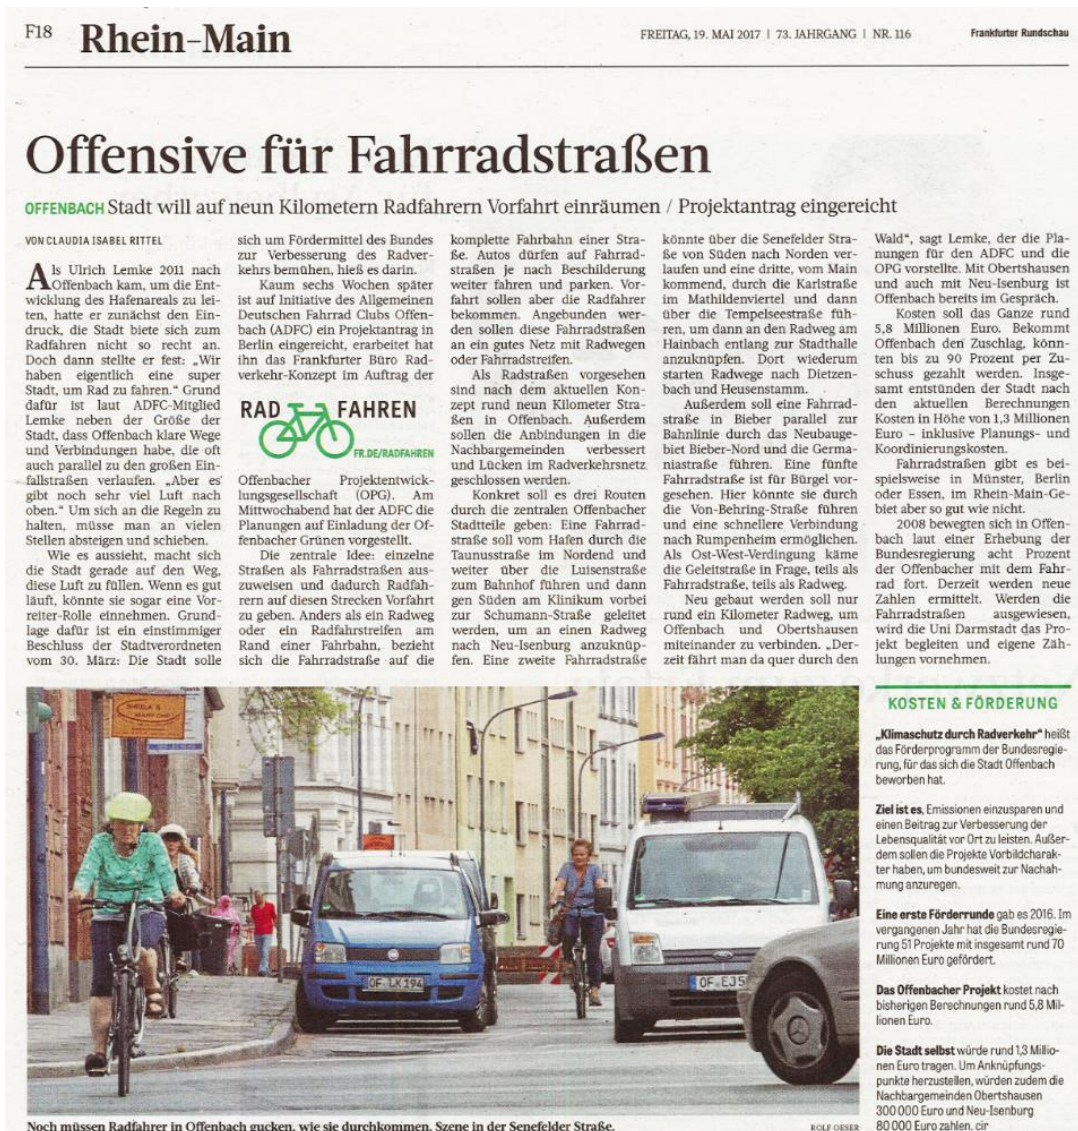 F18 Rhein-Main
FREITAG, 19. MAI 2017 | 73. JAHRGANG | NR. 116
Frankfurter Rundschau
Offensive für Fahrradstraßen
OFFENBACH Stadt will auf neun Kilometern Radfahrern Vorfahrt einräumen / Projektantrag eingereicht
VON CLAUDIA ISABEL RITTEL
Als Ulrich Lemke 2011 nach
Offenbach kam, um die Ent-
wicklung des Hafenareals zu lei-
ten, hatte er zunächst den Ein-
druck, die Stadt biete sich zum
Radfahren nicht so recht an.
Doch dann stellte er fest: „Wir
haben eigentlich eine super
Stadt, um Rad zu fahren.“ Grund
dafür ist laut ADFC-Mitglied
Lemke neben der Größe der
Stadt, dass Offenbach klare Wege
und Verbindungen habe, die oft
auch parallel zu den großen Ein-
fallstraßen verlaufen. „Aber es
gibt noch sehr viel Luft nach
oben.“ Um sich an die Regeln zu
halten, müsse man an vielen
Stellen absteigen und schieben.
Wie es aussieht, macht sich
die Stadt gerade auf den Weg,
diese Luft zu füllen. Wenn es gut
läuft, könnte sie sogar eine Vor-
reiter-Rolle einnehmen. Grund-
lage dafür ist ein einstimmiger
Beschluss der Stadtverordneten
vom 30. März: Die Stadt solle
sich um Fördermittel des Bundes
zur Verbesserung des Radver-
kehrs bemühen, hieß es darin.
Kaum sechs Wochen später
ist auf Initiative des Allgemeinen
Deutschen Fahrrad Clubs Offen-
bach (ADFC) ein Projektantrag in
Berlin eingereicht, erarbeitet hat
ihn das Frankfurter Büro Rad-
verkehr-Konzept im Auftrag der
RAD FAHREN
FR.DE/RADFAHREN
Offenbacher Projektentwick-
lungsgesellschaft (OPG). Am
Mittwochabend hat der ADFC die
Planungen auf Einladung der Of-
fenbacher Grünen vorgestellt.
Die zentrale Idee: einzelne
Straßen als Fahrradstraßen aus-
zuweisen und dadurch Radfah-
rern auf diesen Strecken Vorfahrt
zu geben. Anders als ein Radweg
oder ein Radfahrstreifen am
Rand einer Fahrbahn, bezieht
sich die Fahrradstraße auf die
komplette Fahrbahn einer Stra-
ße. Autos dürfen auf Fahrrad-
straßen je nach Beschilderung
weiter fahren und parken. Vor-
fahrt sollen aber die Radfahrer
bekommen. Angebunden wer-
den sollen diese Fahrradstraßen
an ein gutes Netz mit Radwegen
oder Fahrradstreifen.
Als Radstraßen vorgesehen
sind nach dem aktuellen Kon-
zept rund neun Kilometer Stra-
ßen in Offenbach. Außerdem
sollen die Anbindungen in die
Nachbargemeinden verbessert
und Lücken im Radverkehrsnetz
geschlossen werden.
Konkret soll es drei Routen
durch die zentralen Offenbacher
Stadtteile geben: Eine Fahrrad-
straße soll vom Hafen durch die
Taunusstraße im Nordend und
weiter über die Luisenstraße
zum Bahnhof führen und dann
gen Süden am Klinikum vorbei
zur Schumann-Straße geleitet
werden, um an einen Radweg
nach Neu-Isenburg anzuknüp-
fen. Eine zweite Fahrradstraße
könnte über die Senefelder Stra-
ße von Süden nach Norden ver-
laufen und eine dritte, vom Main
kommend, durch die Karlstraße
im Mathildenviertel und dann
über die Tempelseestraße füh-
ren, um dann an den Radweg am
Hainbach entlang zur Stadthalle
anzuknüpfen. Dort wiederum
starten Radwege nach Dietzen-
bach und Heusenstamm.
Außerdem soll eine Fahrrad-
straße in Bieber parallel zur
Bahnlinie durch das Neubauge-
biet Bieber-Nord und die Germa-
niastraße führen. Eine fünfte
Fahrradstraße ist für Bürgel vor-
gesehen. Hier könnte sie durch
die Von-Behring-Straße führen
und eine schnellere Verbindung
nach Rumpenheim ermöglichen.
Als Ost-West-Verdingung käme
die Geleitstraße in Frage, teils als
Fahrradstraße, teils als Radweg.
Neu gebaut werden soll nur
rund ein Kilometer Radweg, um
Offenbach und Obertshausen
miteinander zu verbinden. „Der-
zeit fährt man da quer durch den
Wald“, sagt Lemke, der die Pla-
nungen für den ADFC und die
OPG vorstellte. Mit Obertshausen
und auch mit Neu-Isenburg ist
Offenbach bereits im Gespräch.
Kosten soll das Ganze rund
5,8 Millionen Euro. Bekommt
Offenbach den Zuschlag, könn-
ten bis zu 90 Prozent per Zu-
schuss gezahlt werden. Insge-
samt entstünden der Stadt nach
den aktuellen Berechnungen
Kosten in Höhe von 1,3 Millionen
Euro – inklusive Planungs- und
Koordinierungskosten.
Fahrradstraßen gibt es bei-
spielsweise in Münster, Berlin
oder Essen, im Rhein-Main-Ge-
biet aber so gut wie nicht.
2008 bewegten sich in Offen-
bach laut einer Erhebung der
Bundesregierung acht Prozent
der Offenbacher mit dem Fahr-
rad fort. Derzeit werden neue
Zahlen ermittelt. Werden die
Fahrradstraßen ausgewiesen,
wird die Uni Darmstadt das Pro-
jekt begleiten und eigene Zäh-
lungen vornehmen.
SHEILA'S
OF LK 194
OF EJ 5
Noch müssen Radfahrer in Offenbach gucken, wie sie durchkommen. Szene in der Senefelder Straße.
ROLF OESER
KOSTEN & FÖRDERUNG
„Klimaschutz durch Radverkehr“ heißt
das Förderprogramm der Bundesregie-
rung, für das sich die Stadt Offenbach
beworben hat.
Ziel ist es, Emissionen einzusparen und
einen Beitrag zur Verbesserung der
Lebensqualität vor Ort zu leisten. Außer-
dem sollen die Projekte Vorbildcharak-
ter haben, um bundesweit zur Nachah-
mung anzuregen.
Eine erste Förderrunde gab es 2016. Im
vergangenen Jahr hat die Bundesregie-
rung 51 Projekte mit insgesamt rund 70
Millionen Euro gefördert.
Das Offenbacher Projekt kostet nach
bisherigen Berechnungen rund 5,8 Mil-
lionen Euro.
Die Stadt selbst würde rund 1,3 Millio-
nen Euro tragen. Um Anknüpfungs-
punkte herzustellen, würden zudem die
Nachbargemeinden Obertshausen
300 000 Euro und Neu-Isenburg
80 000 Euro zahlen. cir